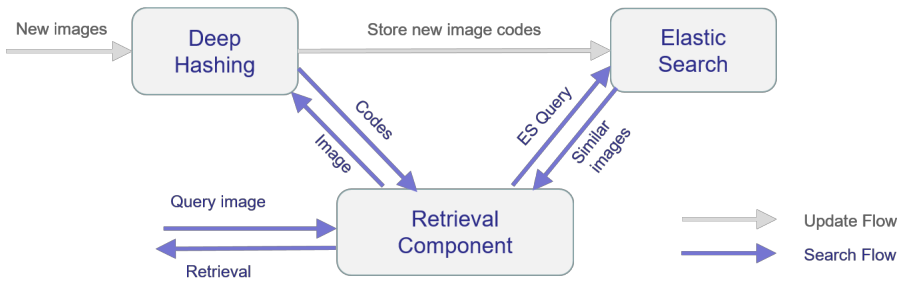 New images
Deep
Hashing
Store new image codes
Elastic
Search
Codes
Image
ES Query
Similar
images
Query image
Retrieval
Retrieval
Component
Update Flow
Search Flow